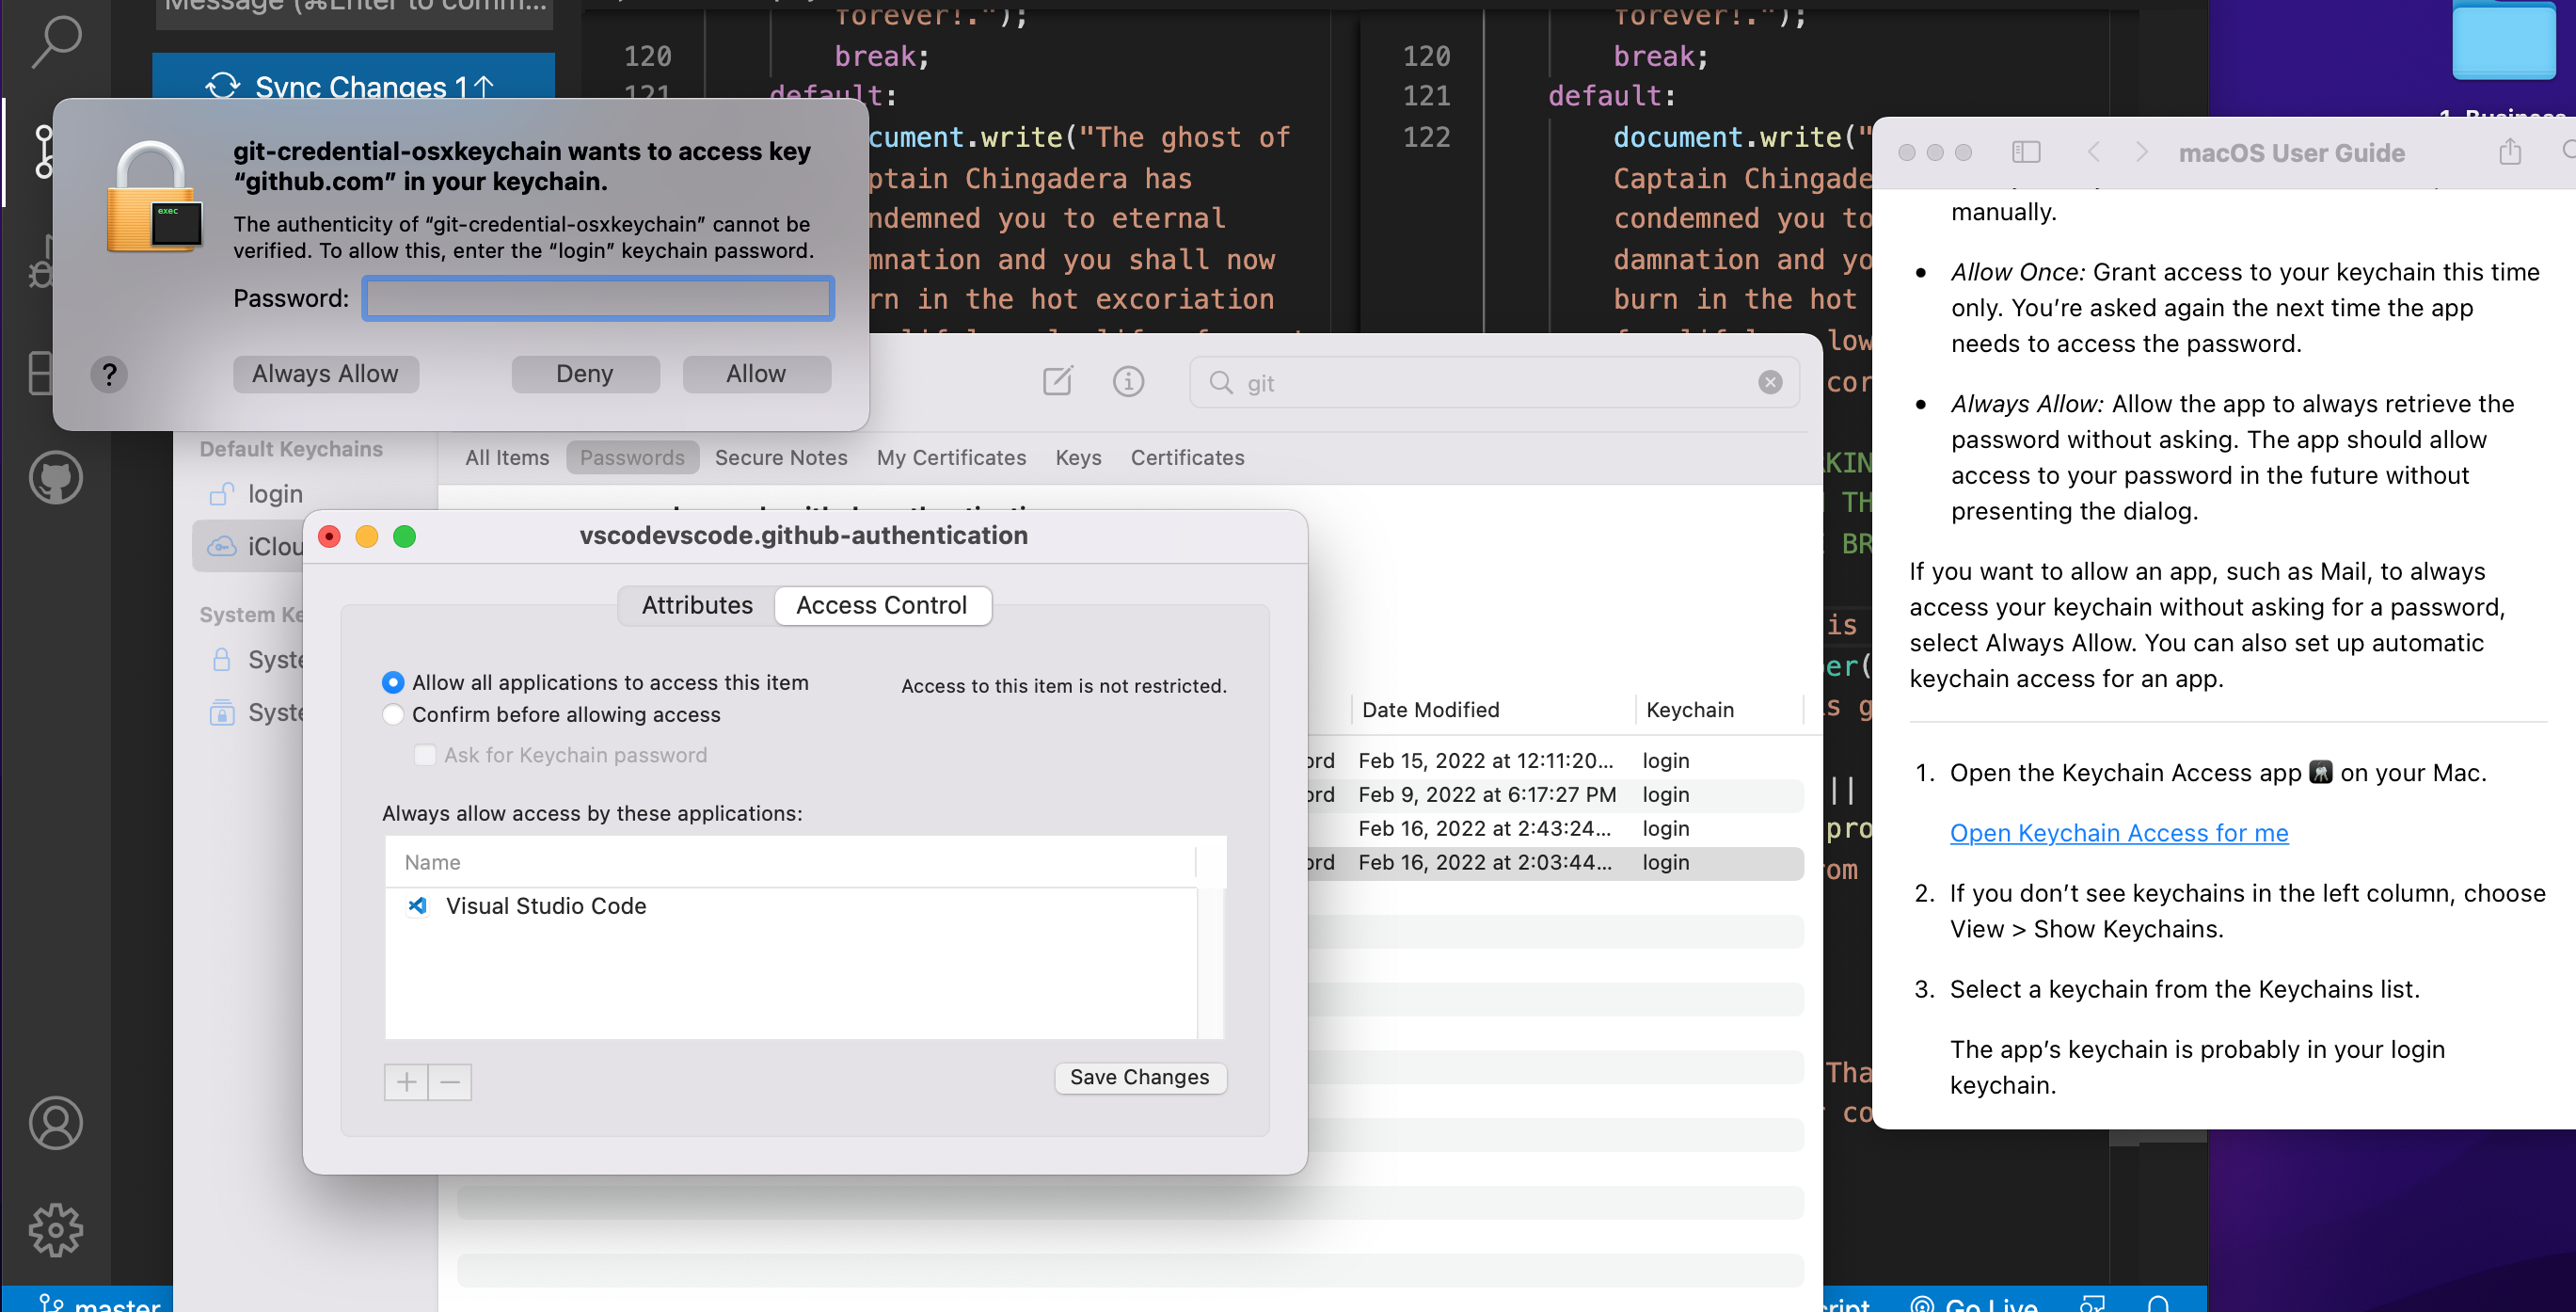 Message (⌘Enter to comm...
Sync Changes 1↑
forever!.");
120 break;
121 default:
cument.write("The ghost of
ptain Chingadera has
ndemned you to eternal
mnation and you shall now
rn in the hot excoriation
forever!.");
120 break;
121 default:
122 document.write("
Captain Chingade
condemned you to
damnation and yo
burn in the hot
low
cor
KIN
TH
BR
is
er(
s g
||
pro
om
Tha
co
git-credential-osxkeychain wants to access key
“github.com” in your keychain.
exec
The authenticity of “git-credential-osxkeychain” cannot be
verified. To allow this, enter the “login” keychain password.
Password:
?
Always Allow
Deny
Allow
git
Default Keychains
login
iClou
System Ke
Syste
Syste
All Items
Passwords
Secure Notes
My Certificates
Keys
Certificates
vscodevscode.github-authentication
Attributes
Access Control
Allow all applications to access this item
Access to this item is not restricted.
Confirm before allowing access
Ask for Keychain password
Always allow access by these applications:
Name
Visual Studio Code
+ −
Save Changes
Date Modified Keychain
ord Feb 15, 2022 at 12:11:20... login
ord Feb 9, 2022 at 6:17:27 PM login
Feb 16, 2022 at 2:43:24... login
ord Feb 16, 2022 at 2:03:44... login
1. Business
macOS User Guide
manually.
• Allow Once: Grant access to your keychain this time
only. You’re asked again the next time the app
needs to access the password.
• Always Allow: Allow the app to always retrieve the
password without asking. The app should allow
access to your password in the future without
presenting the dialog.
If you want to allow an app, such as Mail, to always
access your keychain without asking for a password,
select Always Allow. You can also set up automatic
keychain access for an app.
1. Open the Keychain Access app on your Mac.
Open Keychain Access for me
2. If you don’t see keychains in the left column, choose
View > Show Keychains.
3. Select a keychain from the Keychains list.
The app’s keychain is probably in your login
keychain.
master
cript
Go Live